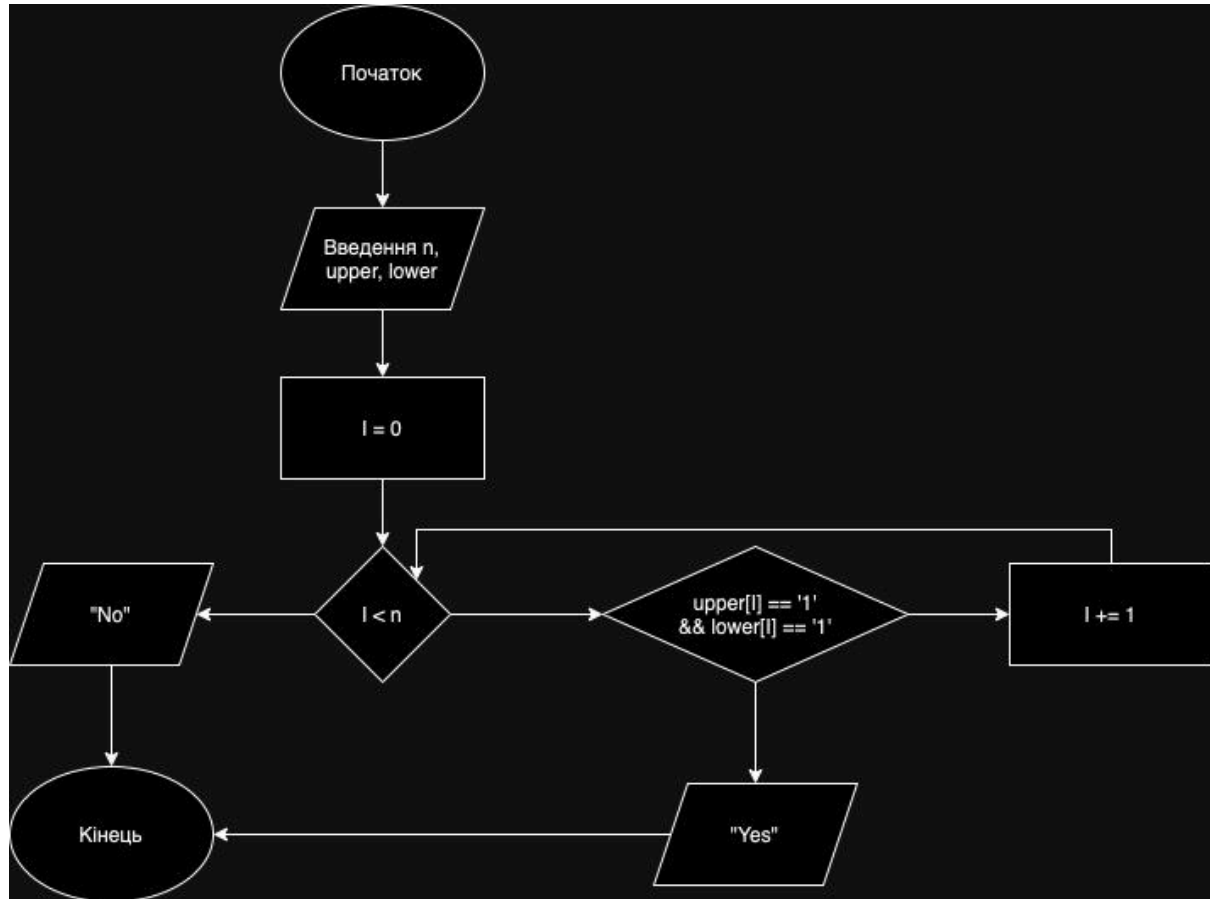 Початок
Введення n,
upper, lower
I = 0
"No"
I < n
upper[I] == '1'
&& lower[I] == '1'
I += 1
Кінець
"Yes"